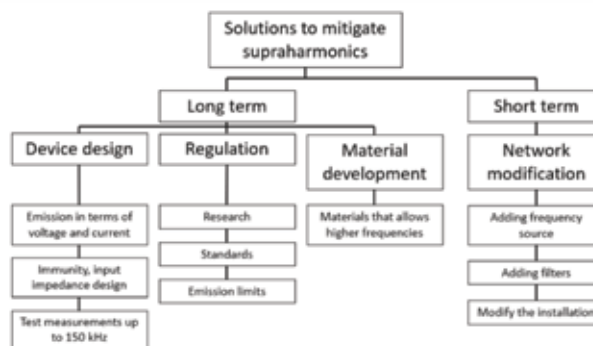 Solutions to mitigate
supraharmonics
Long term
Short term
Device design
Regulation
Material
development
Network
modification
Emission in terms of
voltage and current
Research
Materials that allows
higher frequencies
Adding frequency
source
Immunity, input
impedance design
Standards
Adding filters
Test measurements up
to 150 kHz
Emission limits
Modify the installation